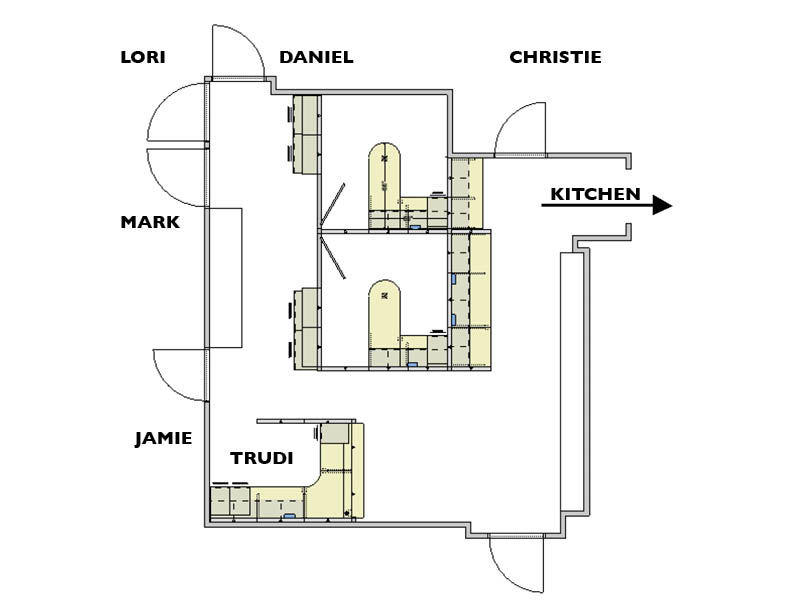 LORI
DANIEL
CHRISTIE
KITCHEN
MARK
JAMIE
TRUDI